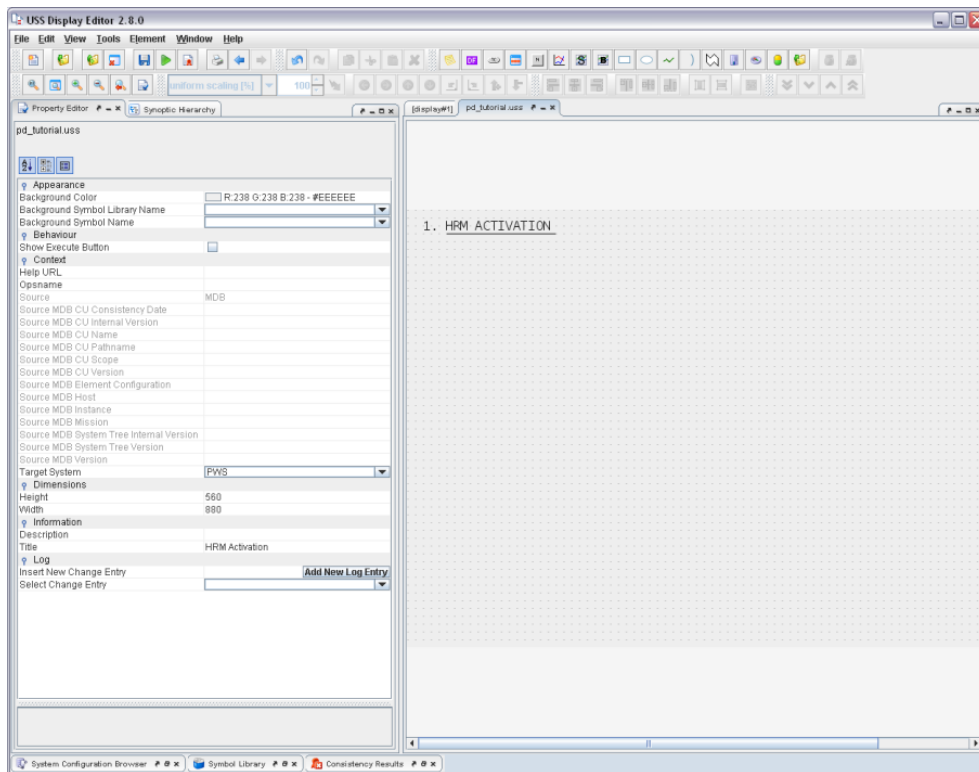 USS Display Editor 2.8.0
File Edit View Tools Element Window Help
uniform scaling [%] 100
Property Editor Synoptic Hierarchy [display#1] pd_tutorial.uss
pd_tutorial.uss
Appearance
Background Color R:238 G:238 B:238 - #EEEEEE
Background Symbol Library Name
Background Symbol Name
Behaviour
Show Execute Button
Context
Help URL
Opsname
Source MDB
Source MDB CU Consistency Date
Source MDB CU Internal Version
Source MDB CU Name
Source MDB CU Pathname
Source MDB CU Scope
Source MDB CU Version
Source MDB Element Configuration
Source MDB Host
Source MDB Instance
Source MDB Mission
Source MDB System Tree Internal Version
Source MDB System Tree Version
Source MDB Version
Target System PWS
Dimensions
Height 560
Width 880
Information
Description
Title HRM Activation
Log
Insert New Change Entry Add New Log Entry
Select Change Entry
1. HRM ACTIVATION
System Configuration Browser Symbol Library Consistency Results